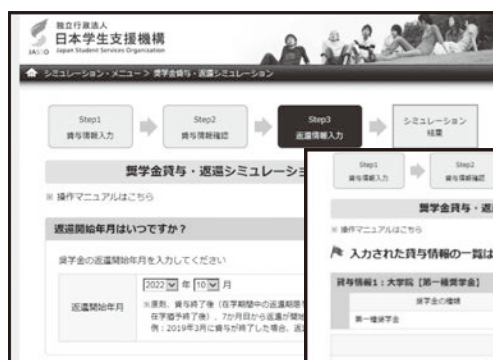 独立行政法人
日本学生支援機構
JASSO Japan Student Services Organization
シミュレーション・メニュー > 奨学金貸与・返還シミュレーション
Step1
貸与情報入力
Step2
貸与情報確認
Step3
返還情報入力
シミュレーション
結果
奨学金貸与・返還シミュレーショ
※ 操作マニュアルはこちら
返還開始年月はいつですか？
奨学金の返還開始年月を入力してください
返還開始年月
2022 年 10 月
※原則、貸与終了後（在学期間中の返還期限
在学猶予終了後）、7か月目から返還が開始
例：2019年3月に貸与が終了した場合、返還
Step1
貸与情報入力
Step2
貸与情報確認
奨学金貸与・返
※ 操作マニュアルはこちら
入力された貸与情報の一覧は
貸与情報1：大学院［第一種奨学金］
奨学金の種類
第一種奨学金